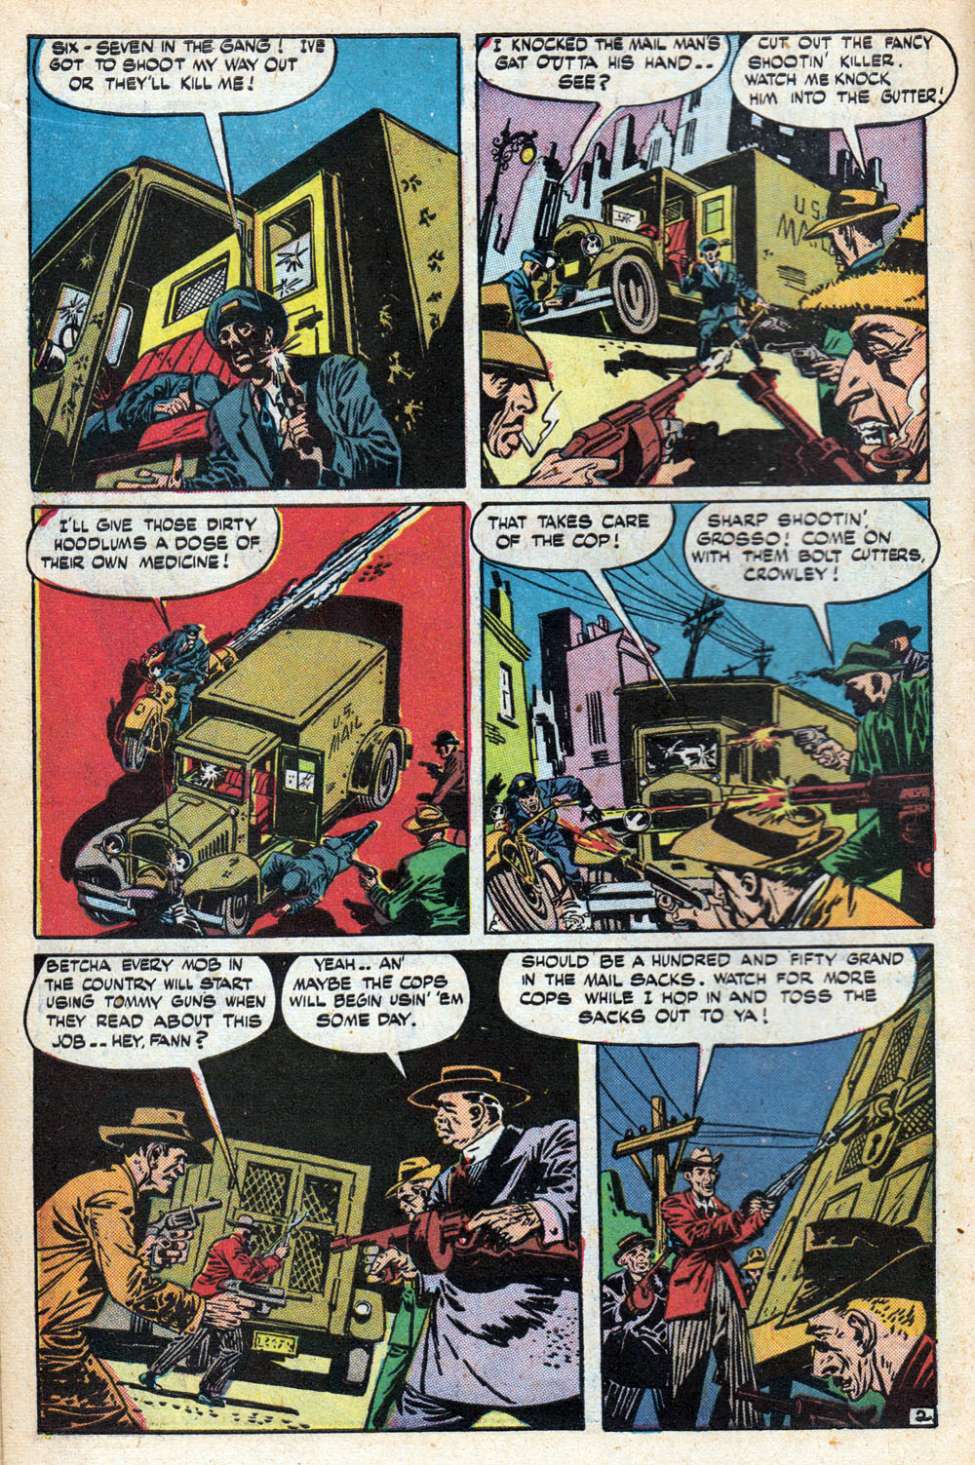 SIX-SEVEN IN THE GANG! I'VE
GOT TO SHOOT MY WAY OUT
OR THEY'LL KILL ME!
I KNOCKED THE MAIL MAN'S
GAT OUTTA HIS HAND--
SEE?
CUT OUT THE FANCY
SHOOTIN' KILLER.
WATCH ME KNOCK
HIM INTO THE GUTTER!
U.S.
MAIL
I'LL GIVE THOSE DIRTY
HOODLUMS A DOSE OF
THEIR OWN MEDICINE!
U.S.
MAIL
THAT TAKES CARE
OF THE COP!
SHARP SHOOTIN',
GROSSO! COME ON
WITH THEM BOLT CUTTERS,
CROWLEY!
BETCHA EVERY MOB IN
THE COUNTRY WILL START
USING TOMMY GUNS WHEN
THEY READ ABOUT THIS
JOB-- HEY, FANN?
YEAH-- AN'
MAYBE THE COPS
WILL BEGIN USIN' 'EM
SOME DAY.
SHOULD BE A HUNDRED AND FIFTY GRAND
IN THE MAIL SACKS. WATCH FOR MORE
COPS WHILE I HOP IN AND TOSS THE
SACKS OUT TO YA!
2